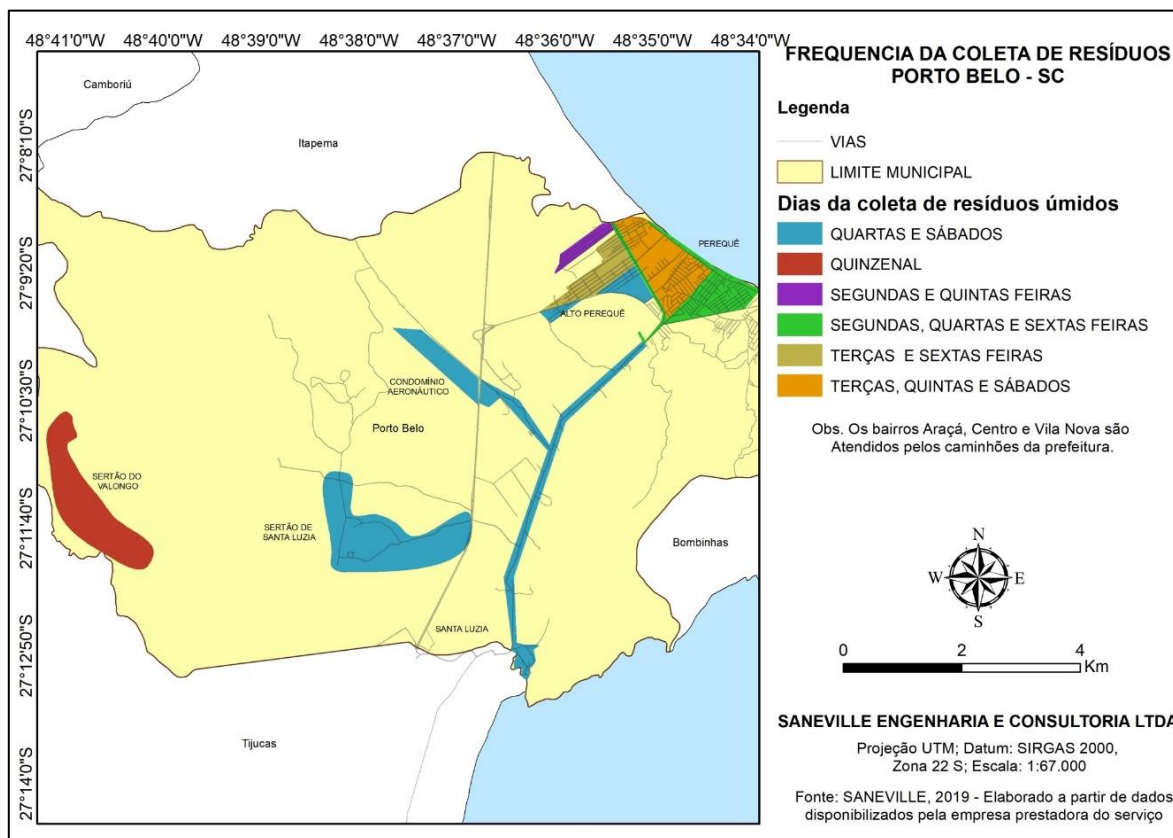 48°41'0"W 48°40'0"W 48°39'0"W 48°38'0"W 48°37'0"W 48°36'0"W 48°35'0"W 48°34'0"W
27°8'10"S
27°9'20"S
27°10'30"S
27°11'40"S
27°12'50"S
27°14'0"S
Camboriú
Itapema
PEREQUÊ
ALTO PEREQUÊ
CONDOMÍNIO
AERONÁUTICO
Porto Belo
SERTÃO DO
VALONGO
SERTÃO DE
SANTA LUZIA
Bombinhas
SANTA LUZIA
Tijucas
FREQUENCIA DA COLETA DE RESÍDUOS
PORTO BELO - SC
Legenda
VIAS
LIMITE MUNICIPAL
Dias da coleta de resíduos úmidos
QUARTAS E SÁBADOS
QUINZENAL
SEGUNDAS E QUINTAS FEIRAS
SEGUNDAS, QUARTAS E SEXTAS FEIRAS
TERÇAS E SEXTAS FEIRAS
TERÇAS, QUINTAS E SÁBADOS
Obs. Os bairros Araçá, Centro e Vila Nova são
Atendidos pelos caminhões da prefeitura.
N
W E
S
0 2 4
Km
SANEVILLE ENGENHARIA E CONSULTORIA LTDA
Projeção UTM; Datum: SIRGAS 2000,
Zona 22 S; Escala: 1:67.000
Fonte: SANEVILLE, 2019 - Elaborado a partir de dados
disponibilizados pela empresa prestadora do serviço